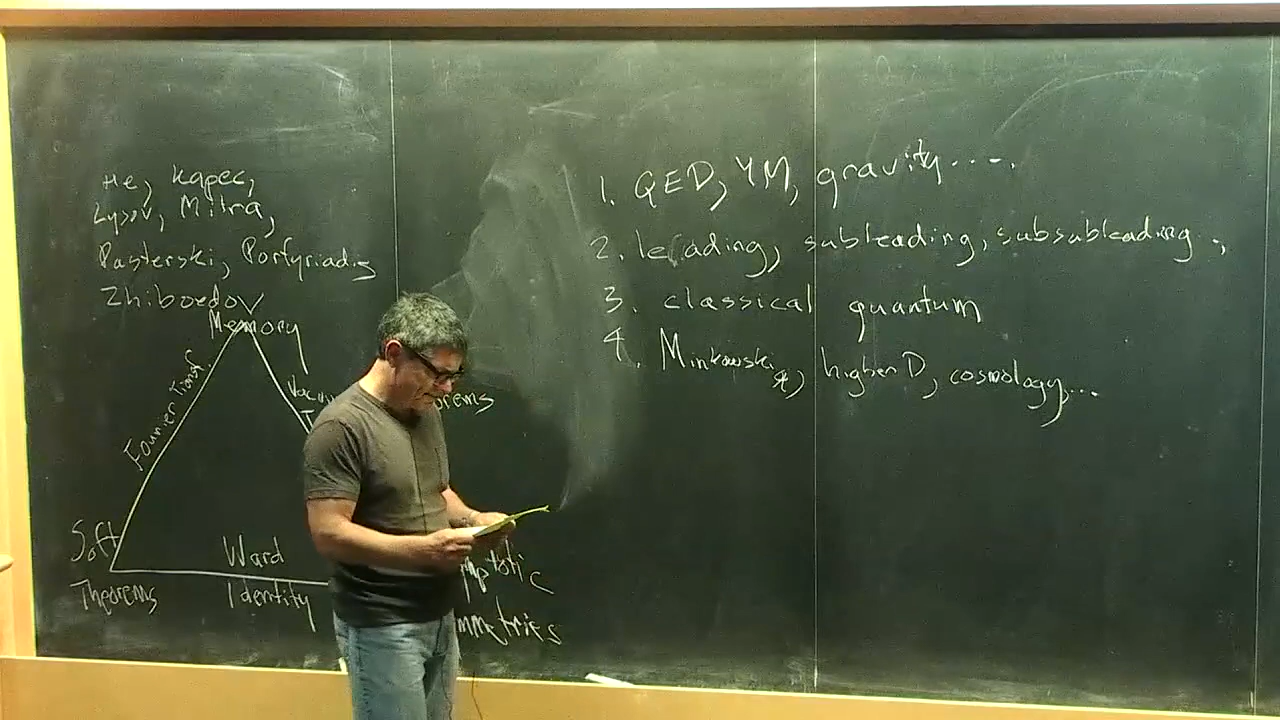 He, Kapec,
Lysov, Mitra,
Pasterski, Porfyriadis
Zhiboedov
Memory
Fourier Transf.
Soft
Theorems
Ward
Identity
1. QED, YM, gravity....
2. leading, subleading, subsubleading..,
3. classical quantum
4. Minkowski4, higher D, cosmology,...